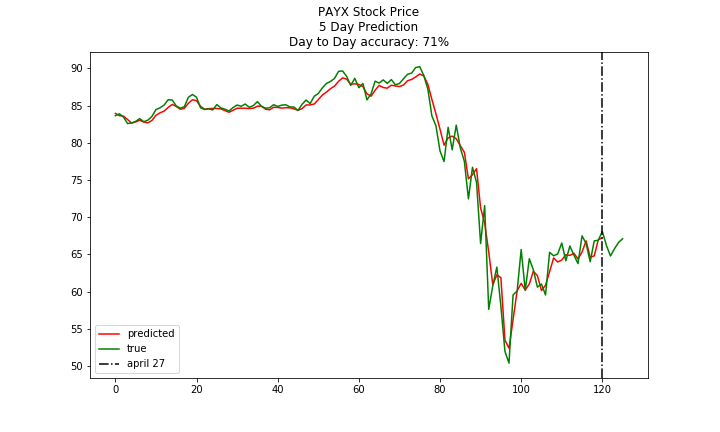 PAYX Stock Price
5 Day Prediction
Day to Day accuracy: 71%
90
85
80
75
70
65
60
55
50
predicted
true
april 27
0 20 40 60 80 100 120